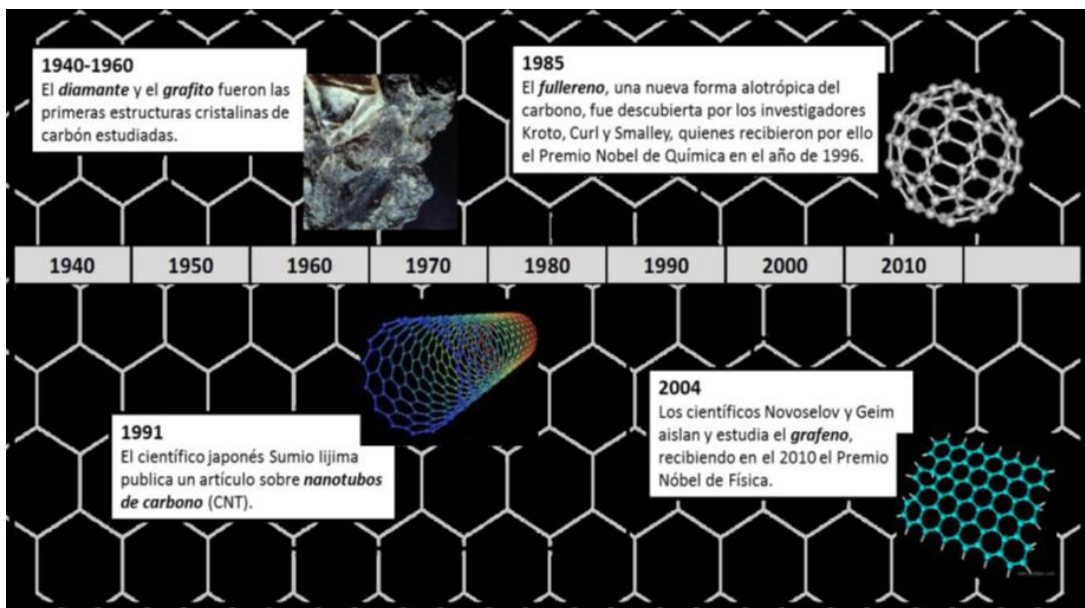 1940-1960
El diamante y el grafito fueron las
primeras estructuras cristalinas de
carbón estudiadas.
1985
El fullereno, una nueva forma alotrópica del
carbono, fue descubierta por los investigadores
Kroto, Curl y Smalley, quienes recibieron por ello
el Premio Nobel de Química en el año de 1996.
1940 1950 1960 1970 1980 1990 2000 2010
1991
El científico japonés Sumio Iijima
publica un artículo sobre nanotubos
de carbono (CNT).
2004
Los científicos Novoselov y Geim
aislan y estudia el grafeno,
recibiendo en el 2010 el Premio
Nóbel de Física.